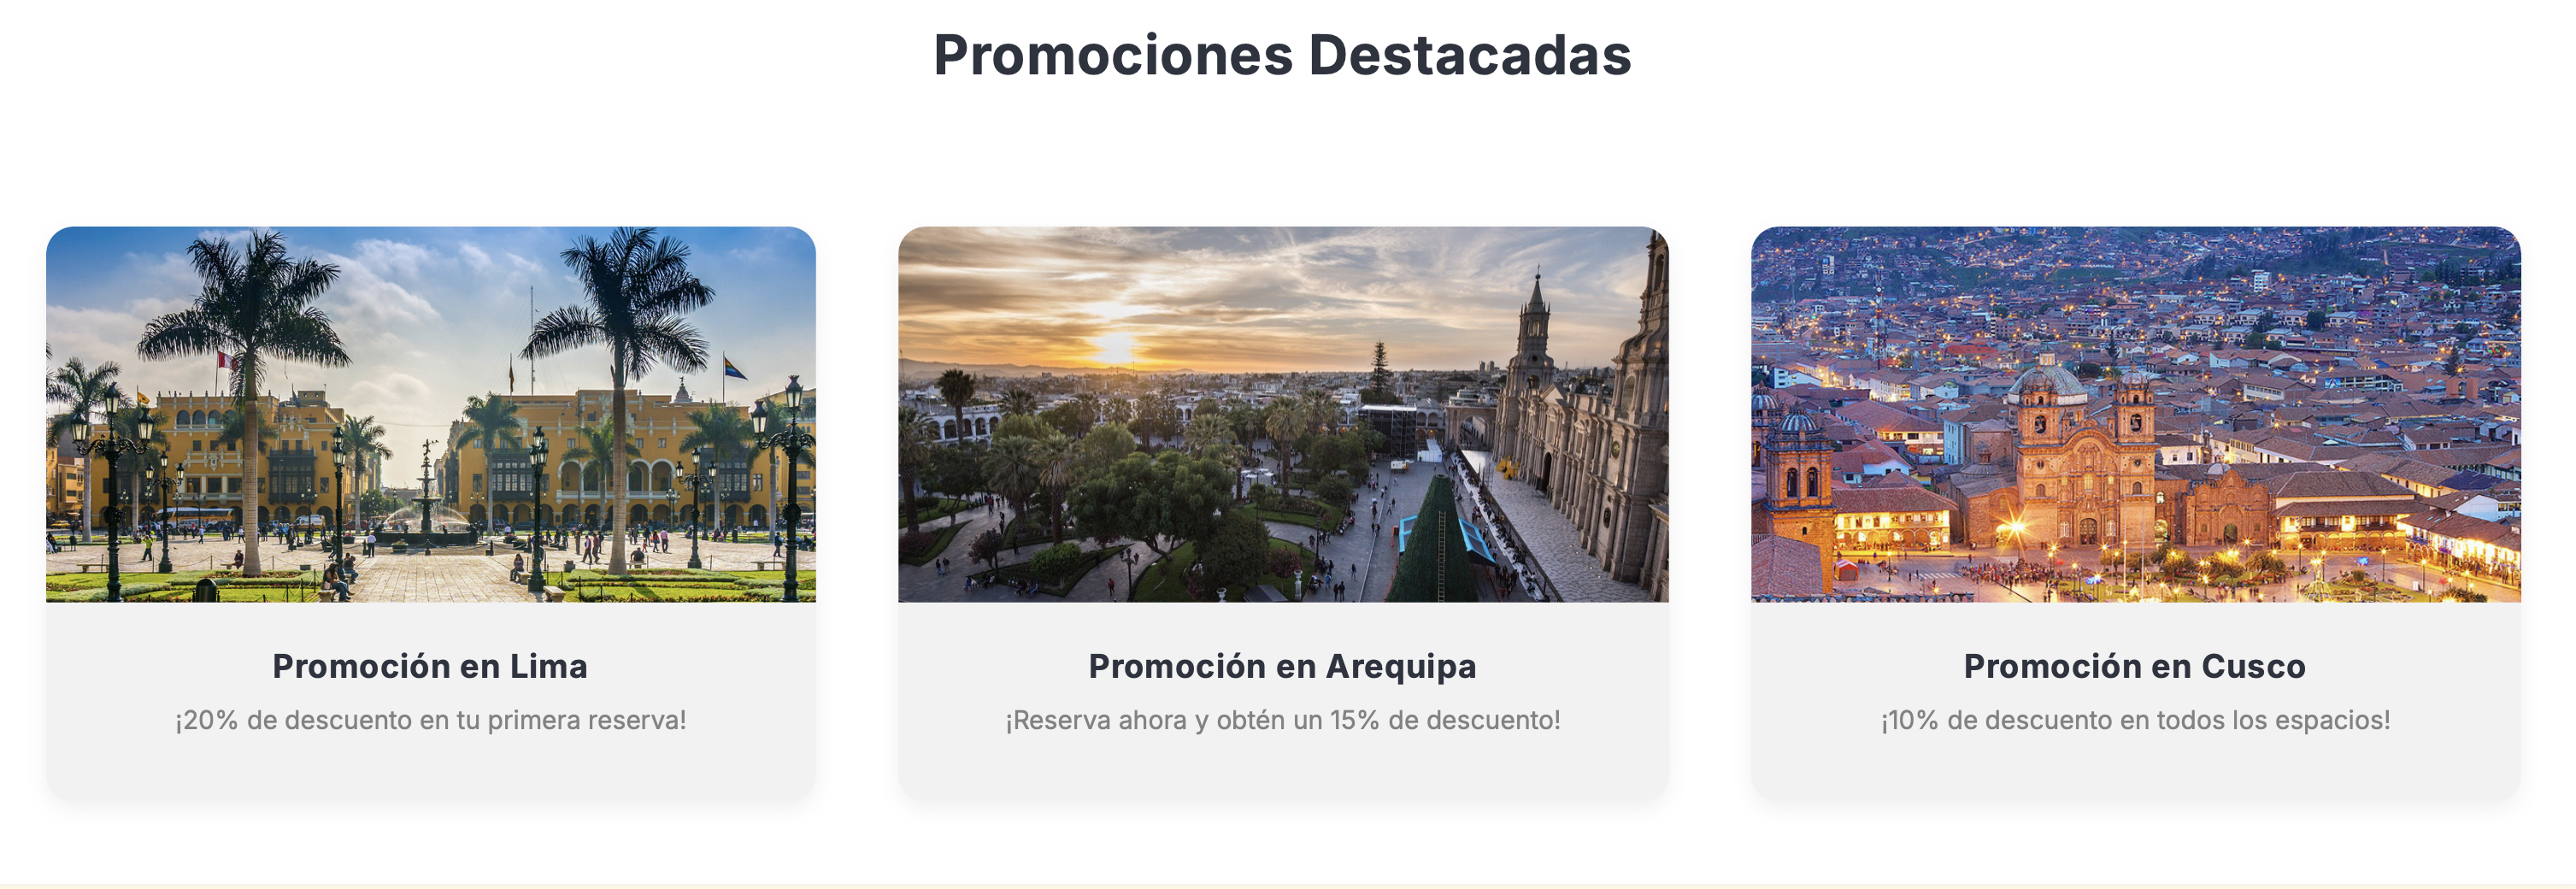 Promociones Destacadas
Promoción en Lima
¡20% de descuento en tu primera reserva!
Promoción en Arequipa
¡Reserva ahora y obtén un 15% de descuento!
Promoción en Cusco
¡10% de descuento en todos los espacios!